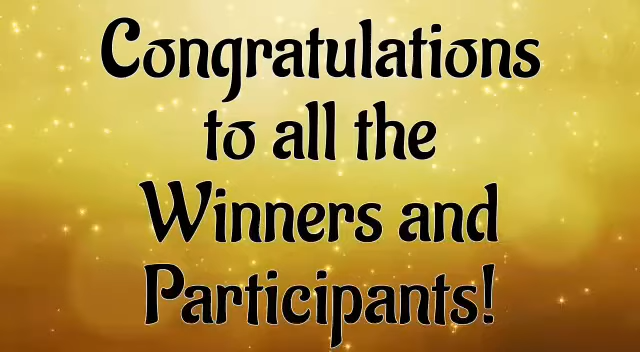 Congratulations
to all the
Winners and
Participants!